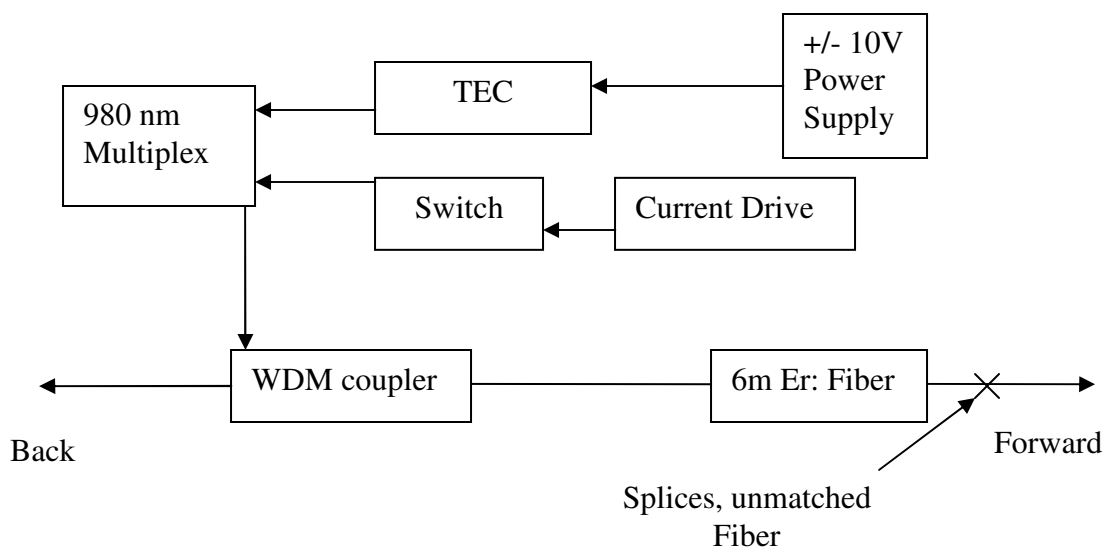 +/- 10V
Power
Supply
TEC
980 nm
Multiplex
Switch
Current Drive
WDM coupler
6m Er: Fiber
Back
Forward
Splices, unmatched
Fiber